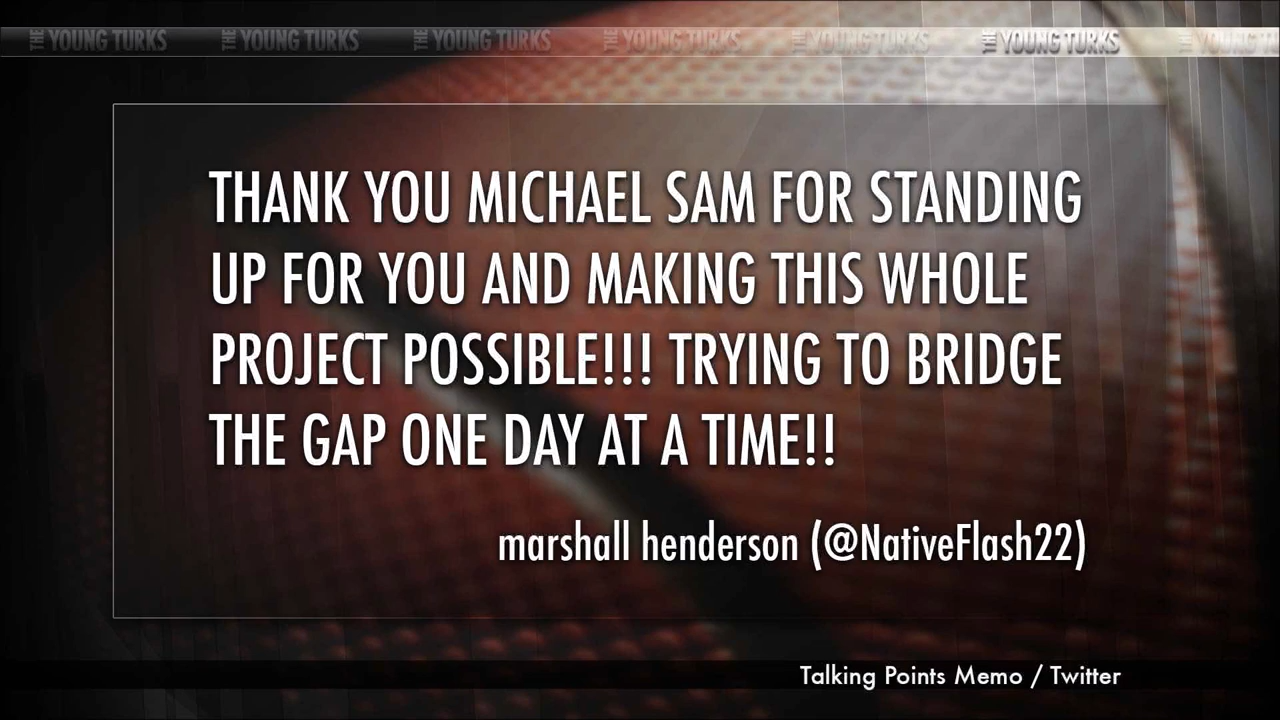 THE YOUNG TURKS THE YOUNG TURKS THE YOUNG TURKS THE YOUNG TURKS THE YOUNG TURKS THE YOUNG TURKS THE YOUNG T
THANK YOU MICHAEL SAM FOR STANDING
UP FOR YOU AND MAKING THIS WHOLE
PROJECT POSSIBLE!!! TRYING TO BRIDGE
THE GAP ONE DAY AT A TIME!!
marshall henderson (@NativeFlash22)
Talking Points Memo / Twitter